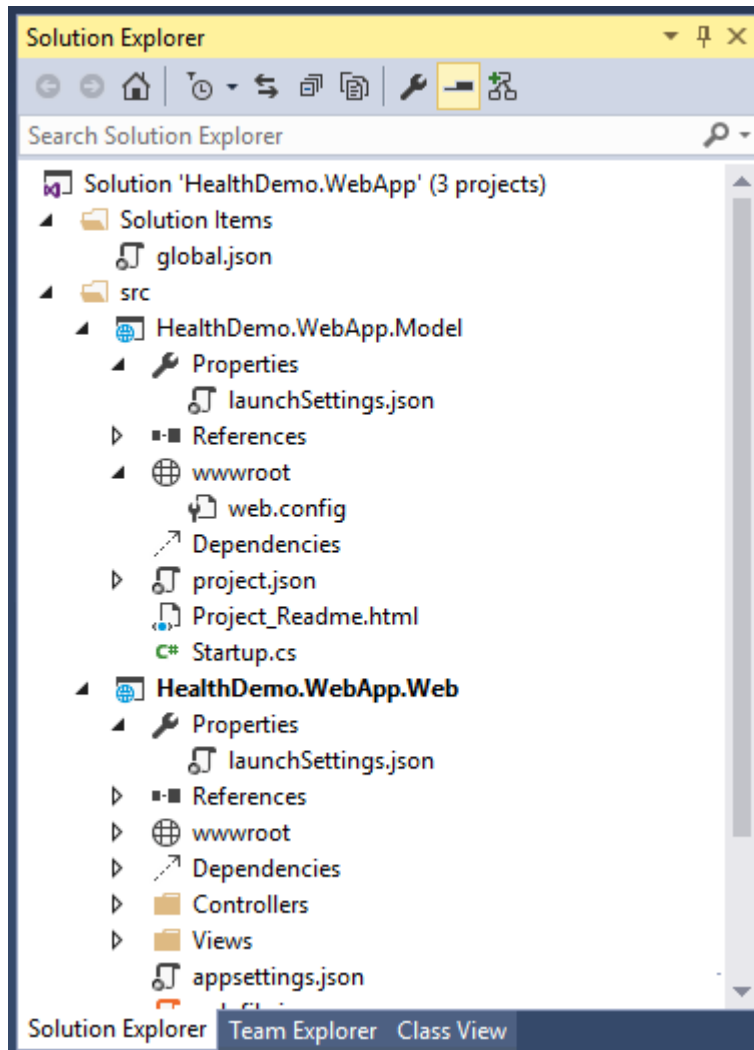 Solution Explorer
Search Solution Explorer
Solution 'HealthDemo.WebApp' (3 projects)
Solution Items
global.json
src
HealthDemo.WebApp.Model
Properties
launchSettings.json
References
wwwroot
web.config
Dependencies
project.json
Project_Readme.html
C# Startup.cs
HealthDemo.WebApp.Web
Properties
launchSettings.json
References
wwwroot
Dependencies
Controllers
Views
appsettings.json
Solution Explorer Team Explorer Class View